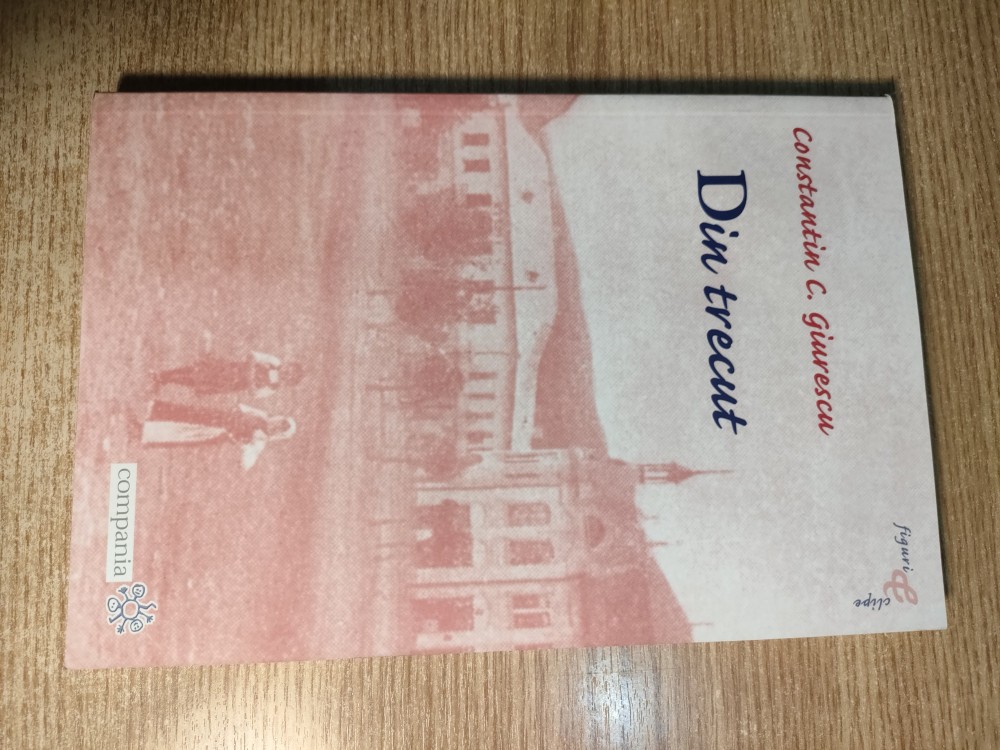 Constantin C. Giurescu
Din trecut
figuri
&
clipe
compania